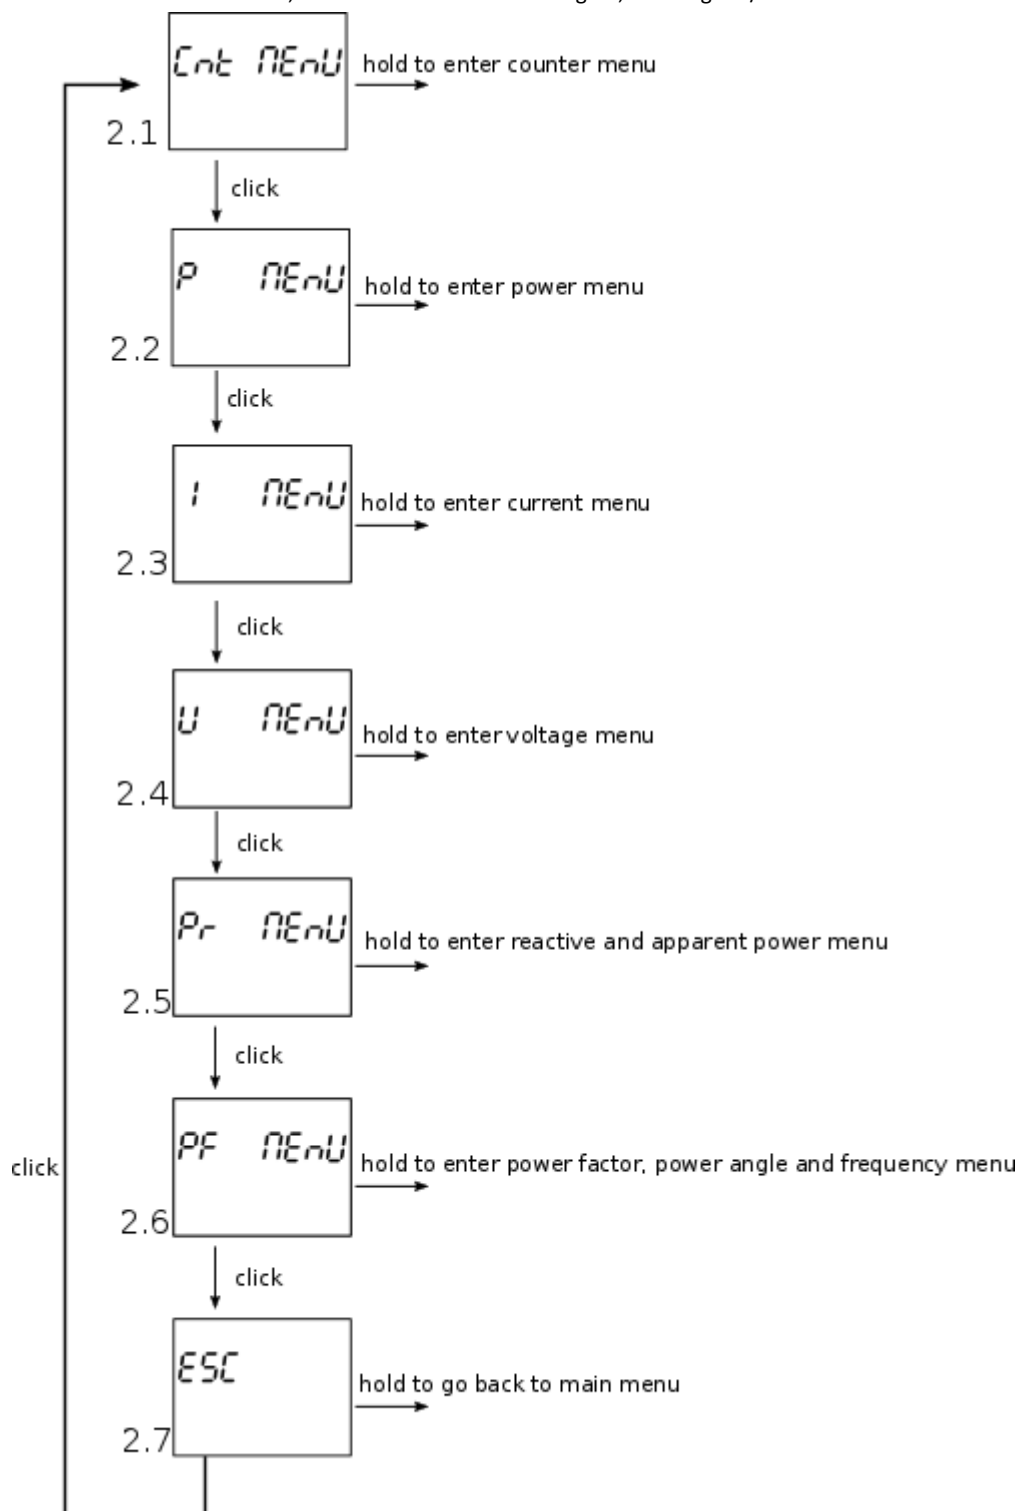 Cnt MEnU
hold to enter counter menu
2.1
click
P MEnU
hold to enter power menu
2.2
click
I MEnU
hold to enter current menu
2.3
click
U MEnU
hold to enter voltage menu
2.4
click
Pr MEnU
hold to enter reactive and apparent power menu
2.5
click
PF MEnU
click
hold to enter power factor, power angle and frequency menu
2.6
click
ESC
hold to go back to main menu
2.7